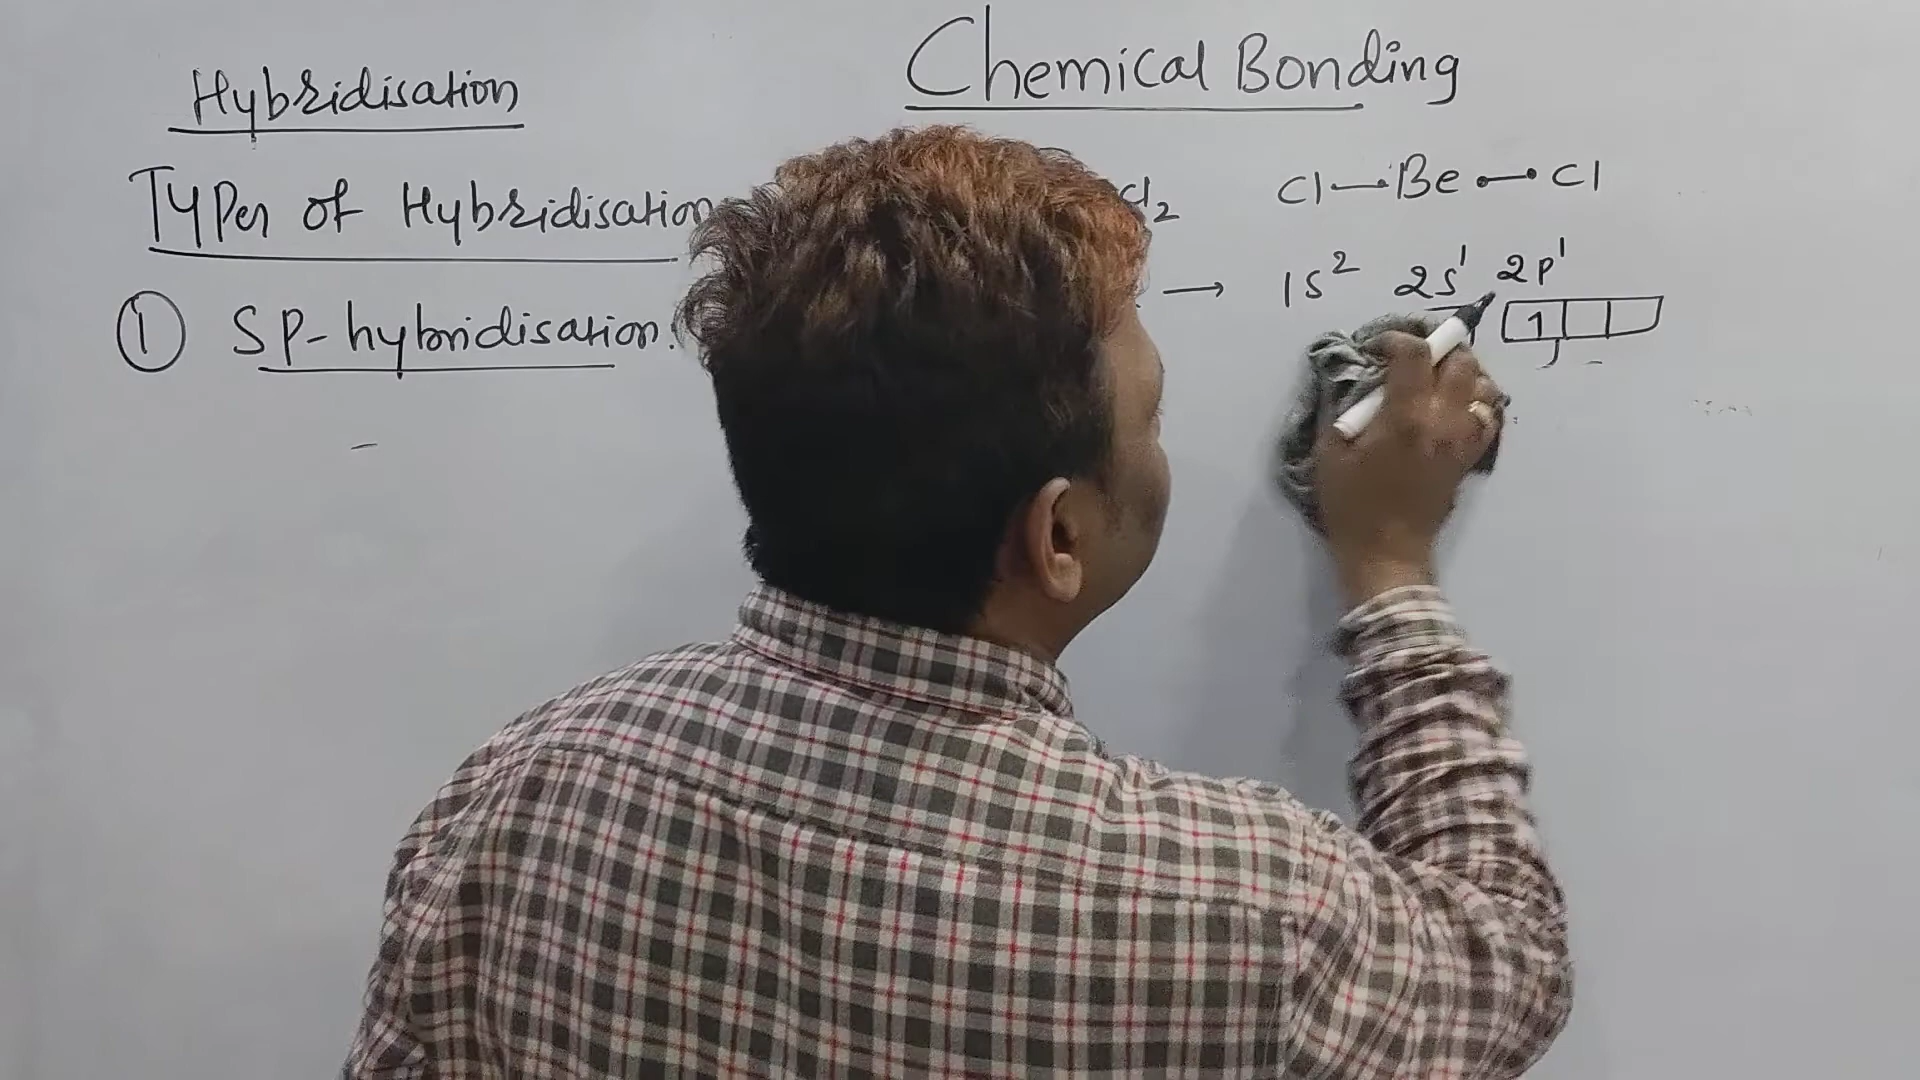 Chemical Bonding
Hybridisation
Types of Hybridisation
Cl2
Cl—Be—Cl
→ 1s² 2s¹ 2p¹
1
① SP-hybridisation: